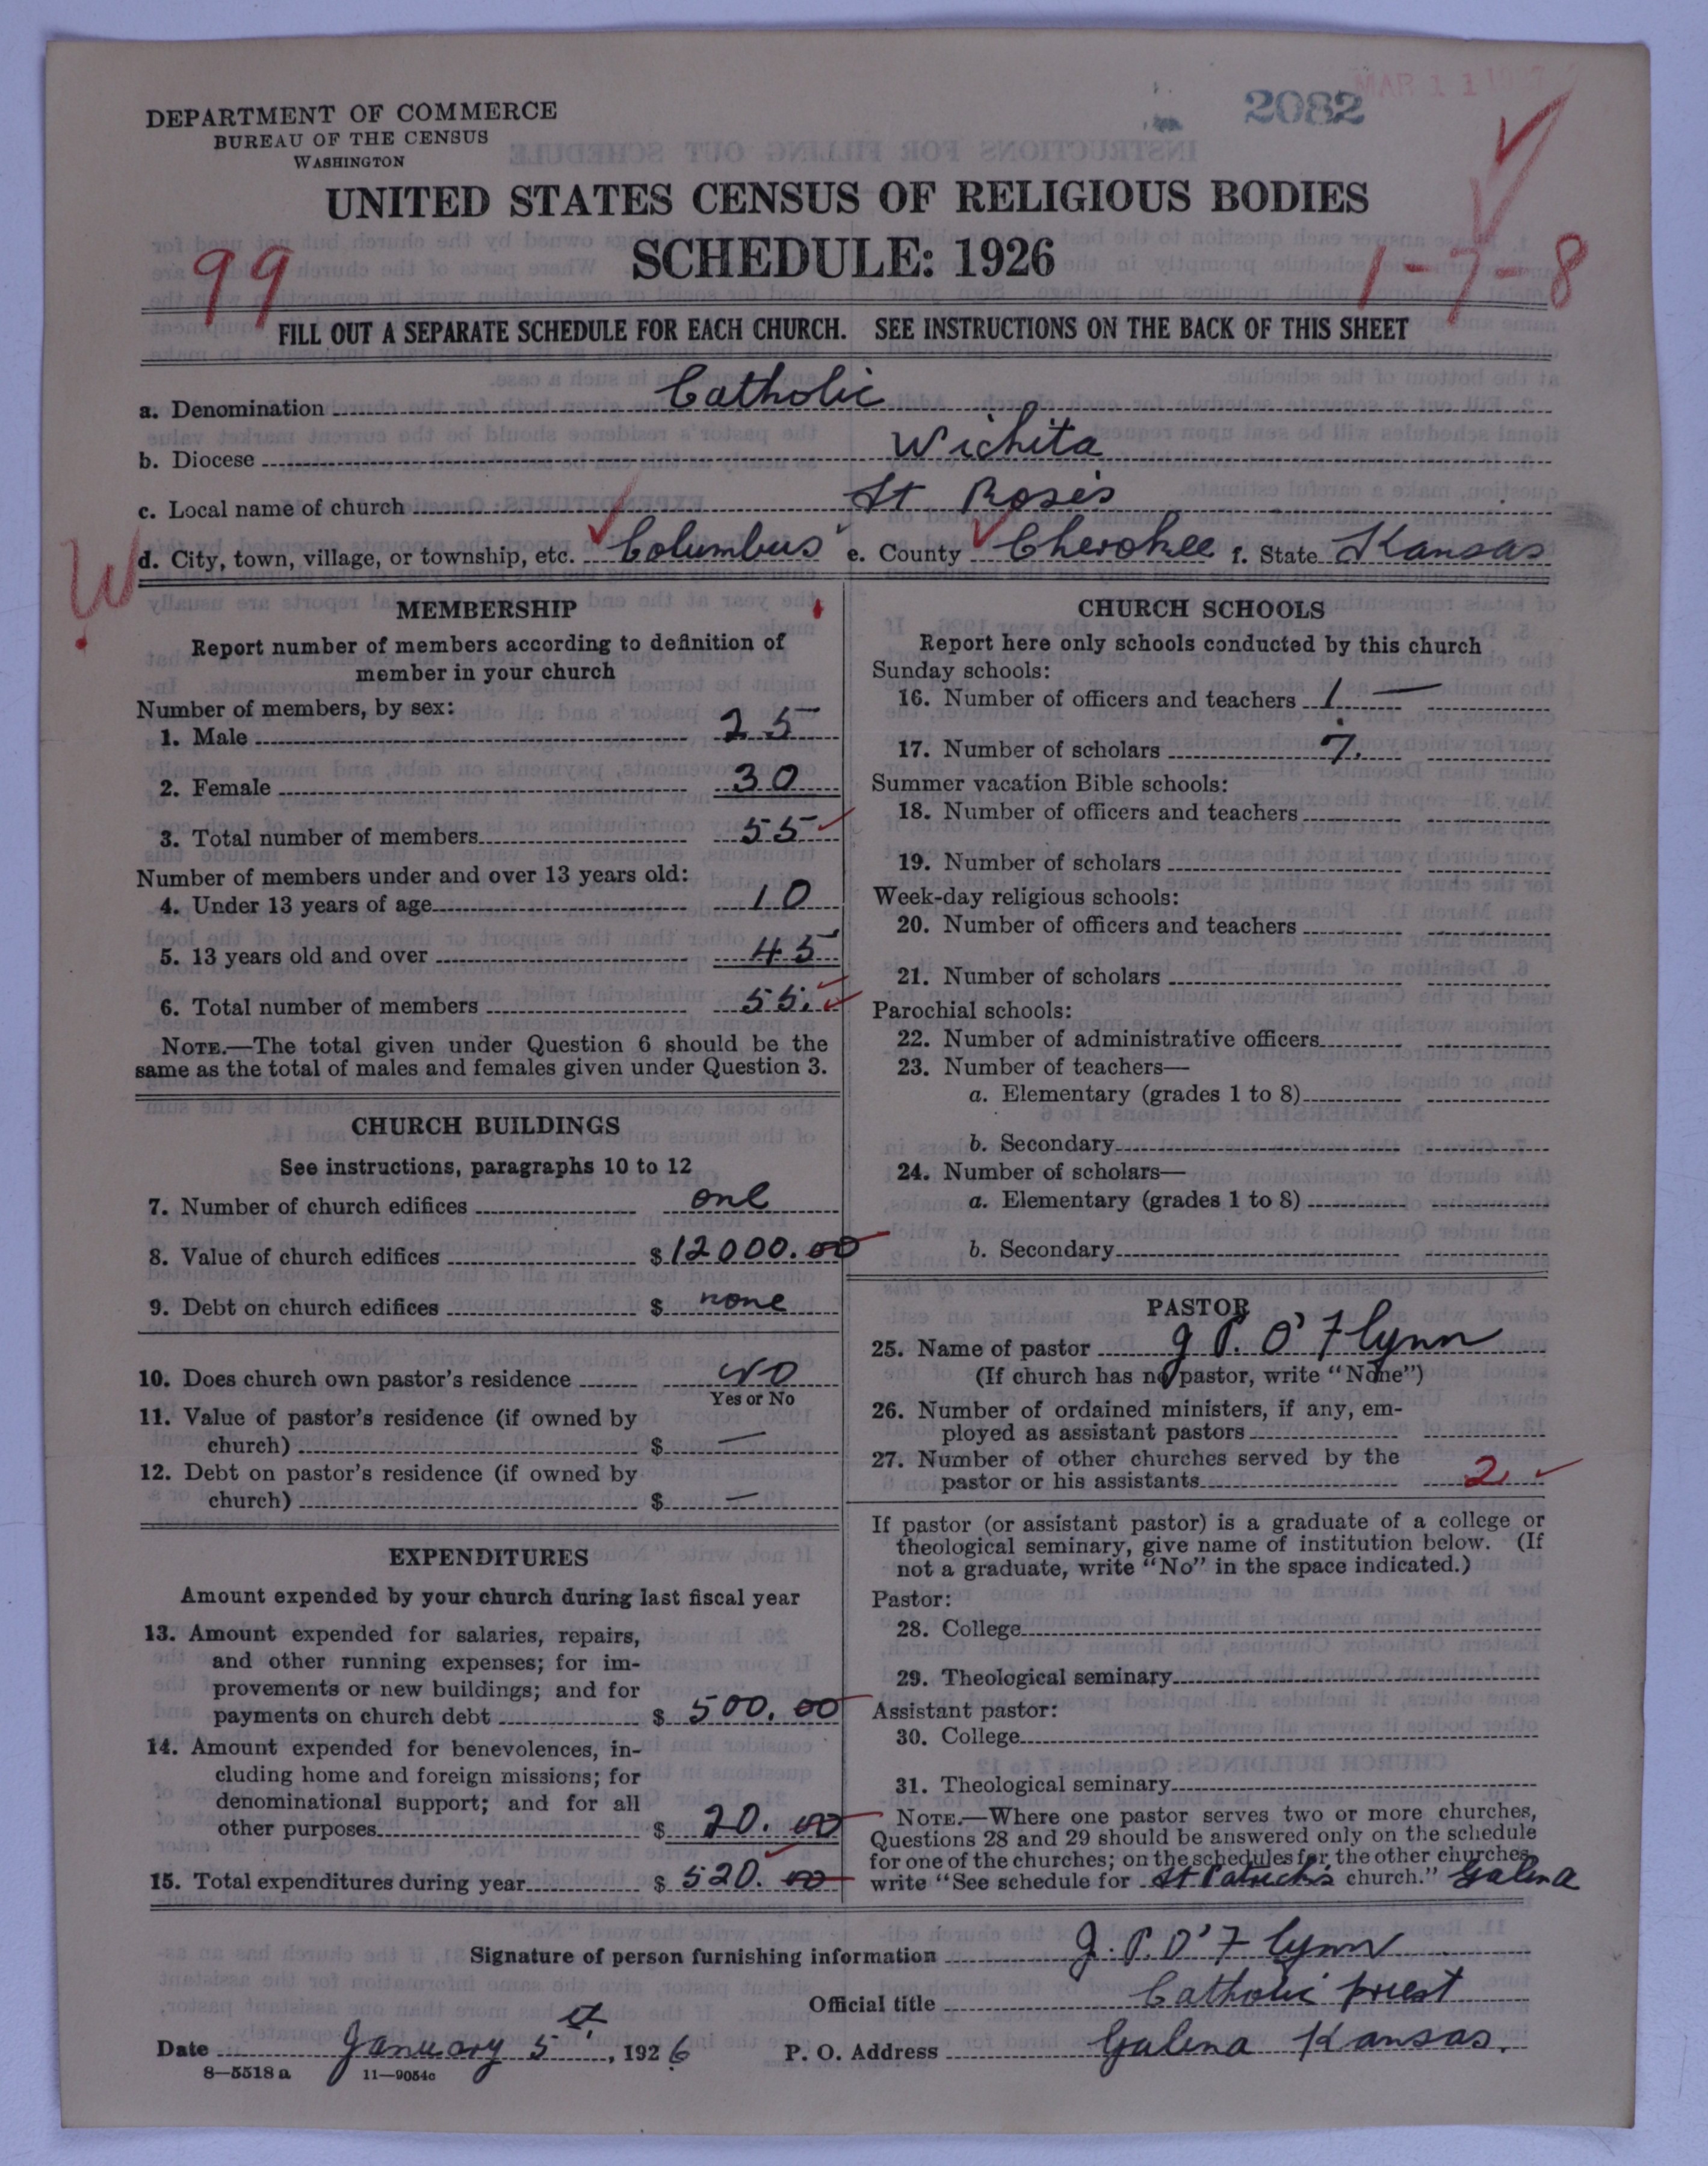 MAR 11
2082
DEPARTMENT OF COMMERCE
BUREAU OF THE CENSUS
WASHINGTON
UNITED STATES CENSUS OF RELIGIOUS BODIES
SCHEDULE: 1926
99
1-7-8
FILL OUT A SEPARATE SCHEDULE FOR EACH CHURCH. SEE INSTRUCTIONS ON THE BACK OF THIS SHEET
a. Denomination Catholic
b. Diocese Wichita
c. Local name of church St Rose's
d. City, town, village, or township, etc. Columbus e. County Cherokee f. State Kansas
W
MEMBERSHIP
Report number of members according to definition of
member in your church
Number of members, by sex:
1. Male 25
2. Female 30
3. Total number of members 55
Number of members under and over 13 years old:
4. Under 13 years of age 10
5. 13 years old and over 45
6. Total number of members 55.
NOTE.—The total given under Question 6 should be the
same as the total of males and females given under Question 3.
CHURCH BUILDINGS
See instructions, paragraphs 10 to 12
7. Number of church edifices one
8. Value of church edifices $12000.00
9. Debt on church edifices $ none
10. Does church own pastor's residence No
Yes or No
11. Value of pastor's residence (if owned by
church) $ —
12. Debt on pastor's residence (if owned by
church) $ —
EXPENDITURES
Amount expended by your church during last fiscal year
13. Amount expended for salaries, repairs,
and other running expenses; for im-
provements or new buildings; and for
payments on church debt $ 500.00
14. Amount expended for benevolences, in-
cluding home and foreign missions; for
denominational support; and for all
other purposes $ 20.00
15. Total expenditures during year $ 520.00
CHURCH SCHOOLS
Report here only schools conducted by this church
Sunday schools:
16. Number of officers and teachers 1. —
17. Number of scholars 7.
Summer vacation Bible schools:
18. Number of officers and teachers
19. Number of scholars
Week-day religious schools:
20. Number of officers and teachers
21. Number of scholars
Parochial schools:
22. Number of administrative officers
23. Number of teachers—
a. Elementary (grades 1 to 8)
b. Secondary
24. Number of scholars—
a. Elementary (grades 1 to 8)
b. Secondary
PASTOR
25. Name of pastor J P. O'Flynn
(If church has no pastor, write "None")
26. Number of ordained ministers, if any, em-
ployed as assistant pastors
27. Number of other churches served by the
pastor or his assistants 2
If pastor (or assistant pastor) is a graduate of a college or
theological seminary, give name of institution below. (If
not a graduate, write "No" in the space indicated.)
Pastor:
28. College
29. Theological seminary
Assistant pastor:
30. College
31. Theological seminary
NOTE.—Where one pastor serves two or more churches,
Questions 28 and 29 should be answered only on the schedule
for one of the churches; on the schedules for the other churches
write "See schedule for St Patrick's church." Galena
Signature of person furnishing information J. P. O'Flynn
Official title Catholic priest
Date January 5th, 1926 P. O. Address Galena Kansas.
8—5518 a 11—9054c